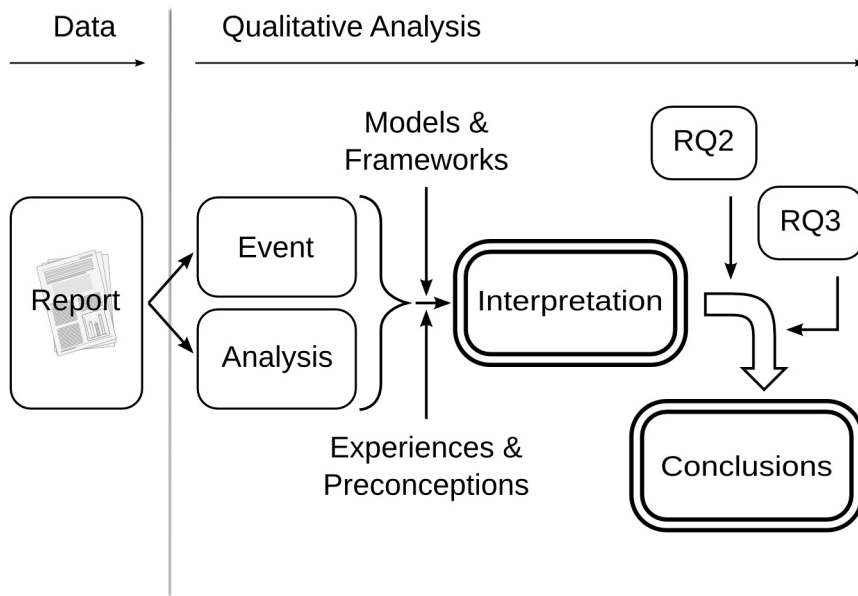 Data
Qualitative Analysis
Models &
Frameworks
RQ2
RQ3
Report
Event
Analysis
Interpretation
Experiences &
Preconceptions
Conclusions